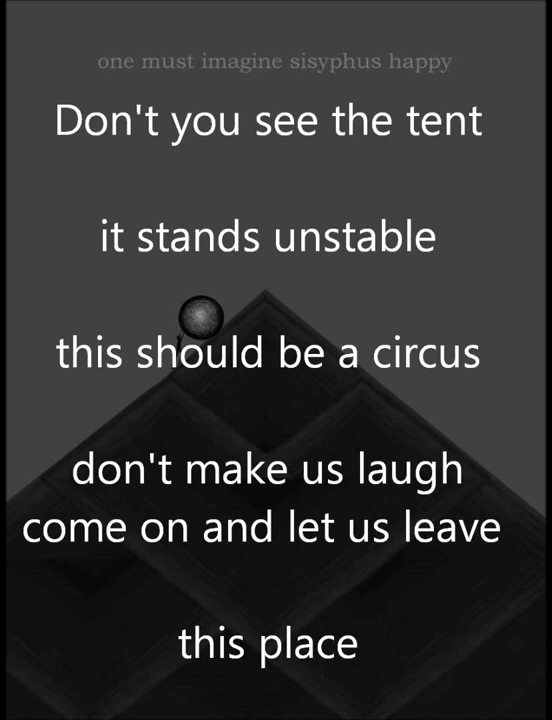 one must imagine sisyphus happy
Don't you see the tent
it stands unstable
this should be a circus
don't make us laugh
come on and let us leave
this place